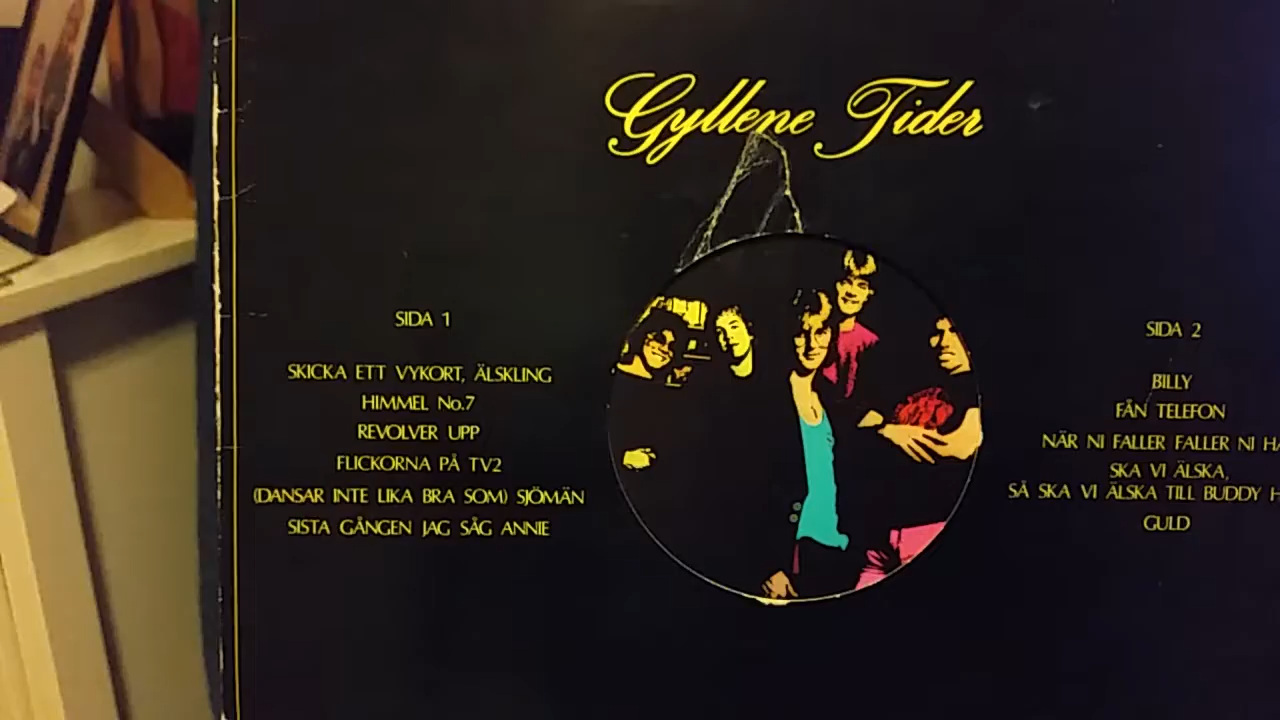 Gyllene Tider
SIDA 1
SKICKA ETT VYKORT, ÄLSKLING
HIMMEL No.7
REVOLVER UPP
FLICKORNA PÅ TV2
(DANSAR INTE LIKA BRA SOM) SJÖMÄN
SISTA GÅNGEN JAG SÅG ANNIE
SIDA 2
BILLY
FÅN TELEFON
NÄR NI FALLER FALLER NI
SKA VI ÄLSKA,
SÅ SKA VI ÄLSKA TILL BUDDY
GULD